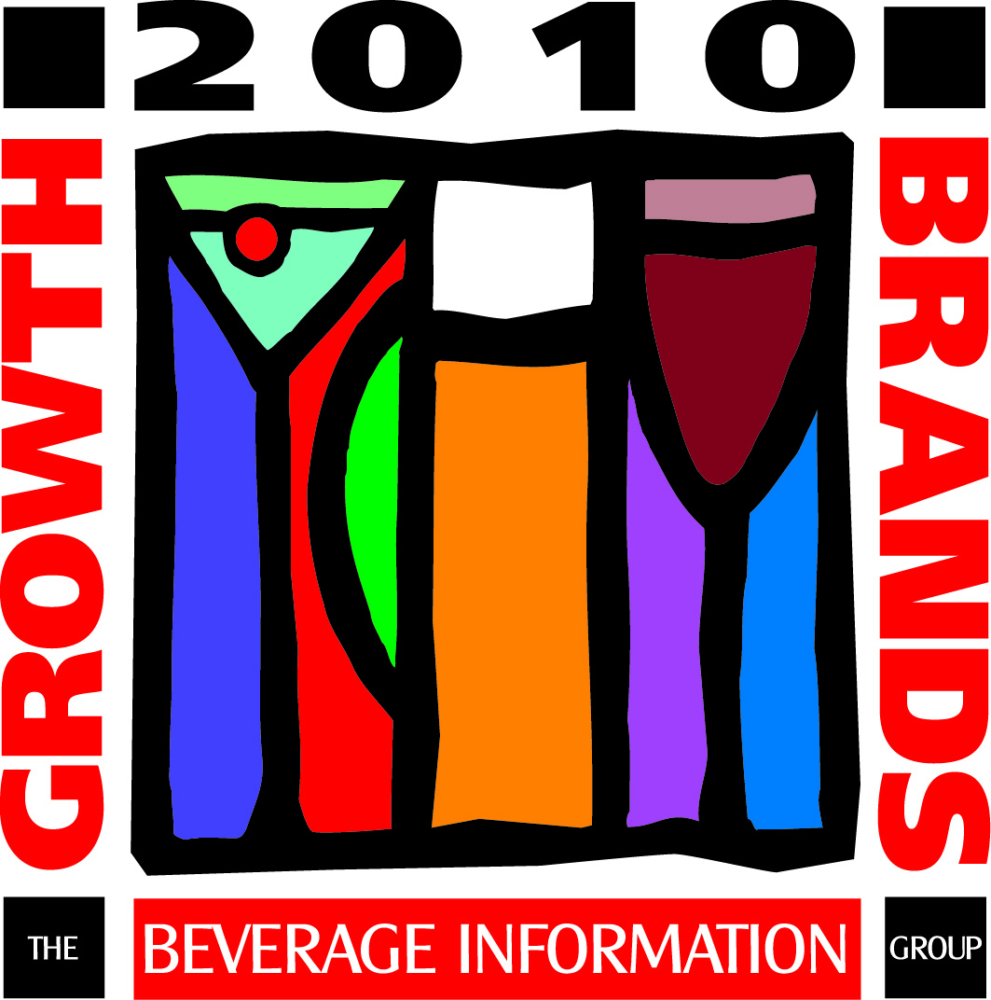 2010
GROWTH
BRANDS
THE BEVERAGE INFORMATION GROUP